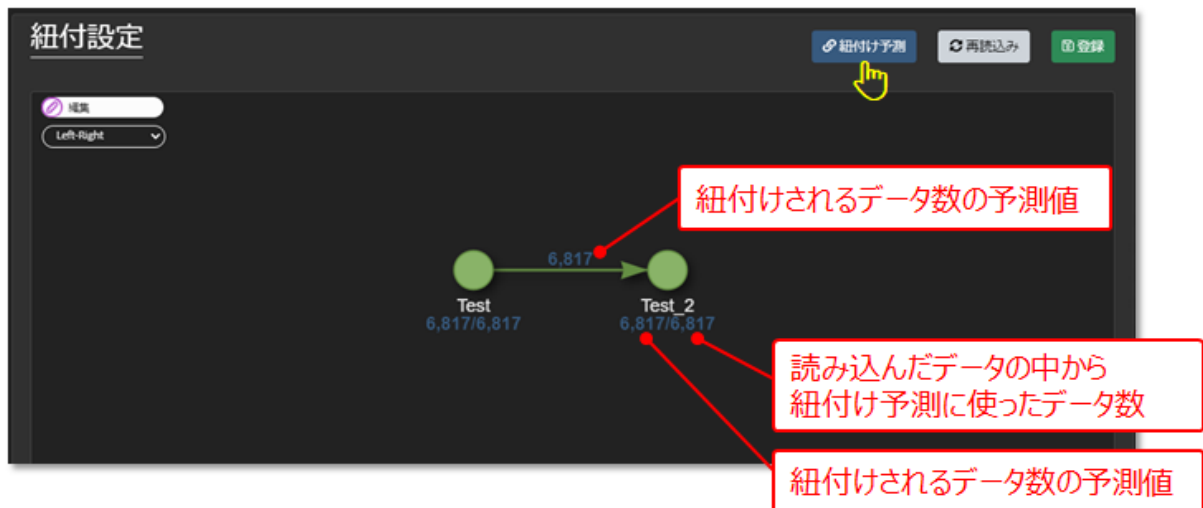 紐付設定
紐付け予測
再読込み
登録
編集
Left-Right
紐付けされるデータ数の予測値
6,817
Test
Test_2
6,817/6,817
6,817/6,817
読み込んだデータの中から
紐付け予測に使ったデータ数
紐付けされるデータ数の予測値